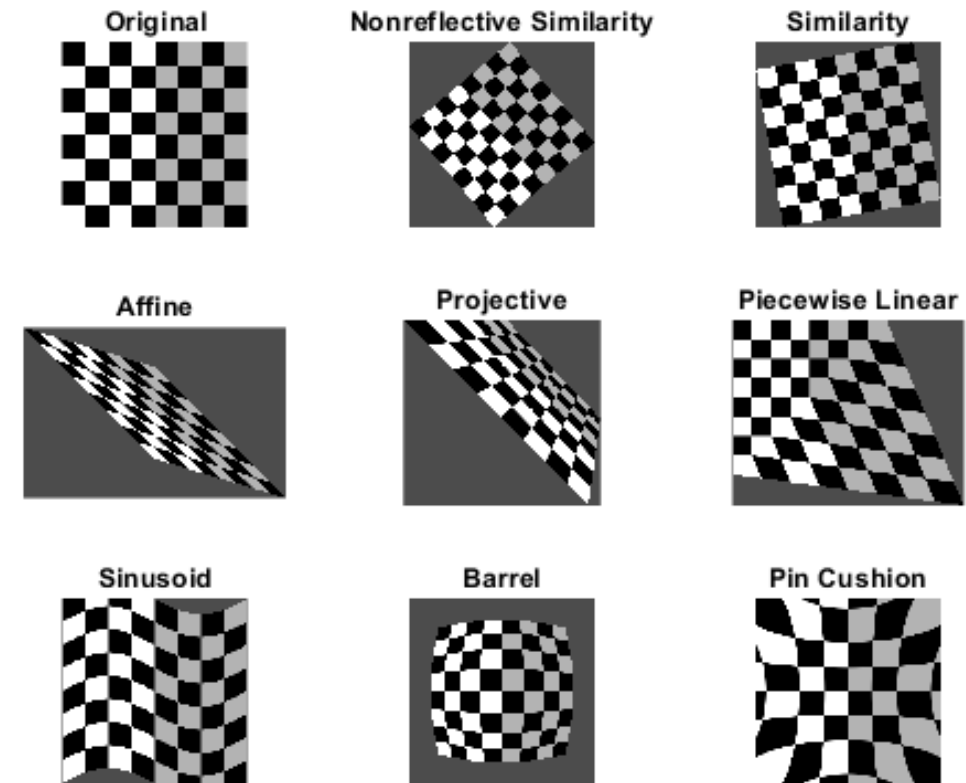 Original
Nonreflective Similarity
Similarity
Affine
Projective
Piecewise Linear
Sinusoid
Barrel
Pin Cushion